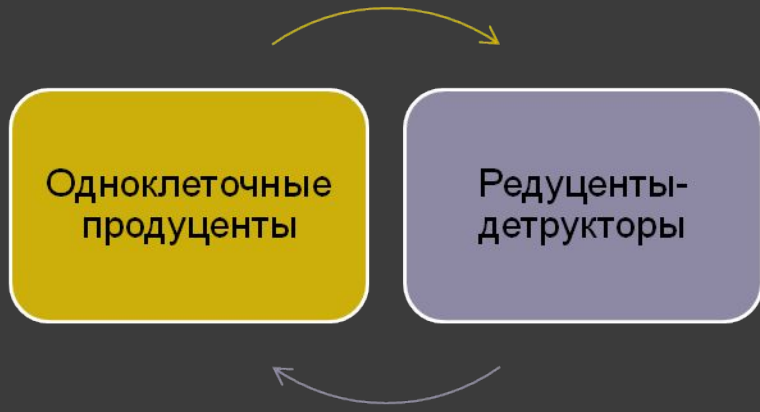 Одноклеточные
продуценты
Редуценты-
детрукторы